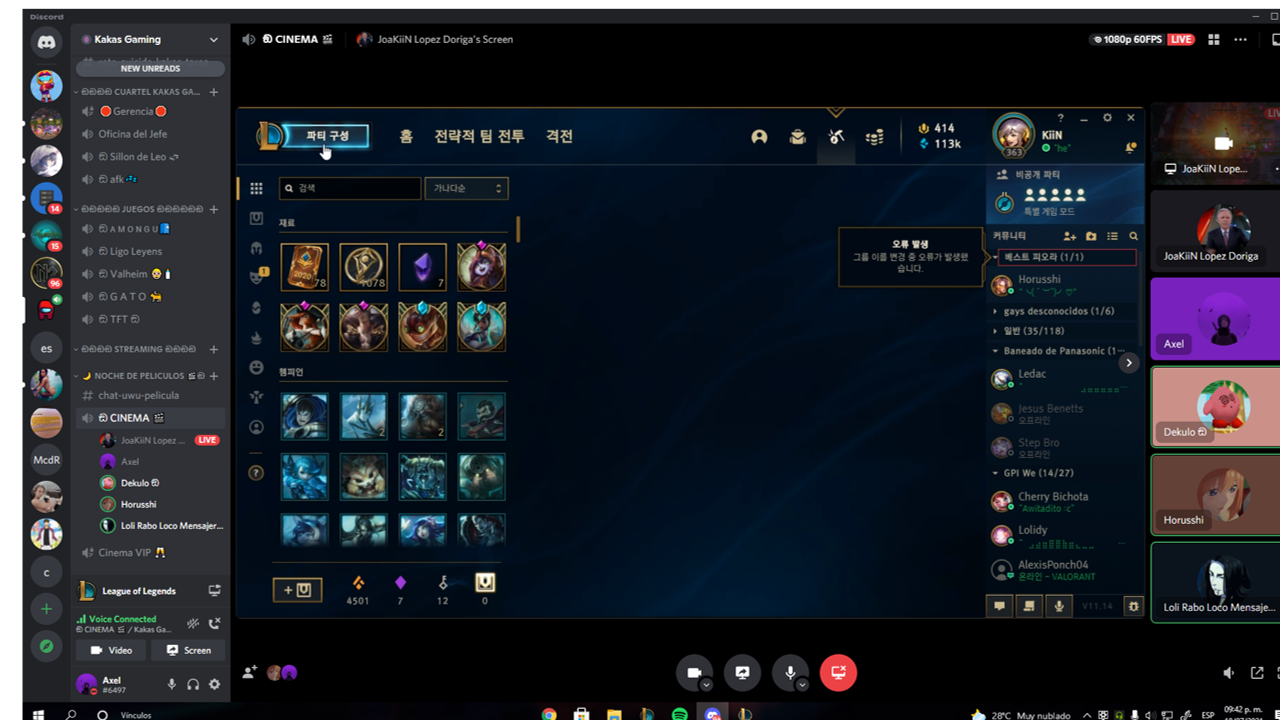 Discord
Kakas Gaming
NEW UNREADS
CUARTEL KAKAS GA...
Gerencia
Oficina del Jefe
Sillon de Leo
afk
JUEGOS
A M O N G U
Ligo Leyens
Valheim
G A T O
TFT
STREAMING
NOCHE DE PELICULOS
chat-uwu-pelicula
CINEMA
JoaKiiN Lopez ...
LIVE
Axel
Dekulo
Horusshi
Loli Rabo Loco Mensajer...
Cinema VIP
League of Legends
Voice Connected
CINEMA / Kakas Ga...
Video
Screen
Axel
#6497
14
15
96
es
McdR
c
CINEMA
JoaKiiN Lopez Doriga's Screen
1080p 60FPS
LIVE
파티 구성
홈
전략적 팀 전투
격전
414
113k
363
KiiN
"he"
비공개 파티
특별 게임 모드
검색
가나다순
재료
2020
78
1078
7
챔피언
2
2
1
4501
7
12
0
오류 발생
그룹 이름 변경 중 오류가 발생했
습니다.
커뮤니티
베스트 피오라 (1/1)
Horusshi
gays desconocidos (1/6)
일반 (35/118)
Baneado de Panasonic (1...
Ledac
Jesus Benetts
오프라인
Step Bro
오프라인
GPI We (14/27)
Cherry Bichota
"Awitadito :c"
Lolidy
AlexisPonch04
온라인 - VALORANT
V11.14
JoaKiiN Lope...
JoaKiiN Lopez Doriga
Axel
Dekulo
Horusshi
Loli Rabo Loco Mensaje...
Vínculos
28°C Muy nublado
ESP
09:42 p. m.